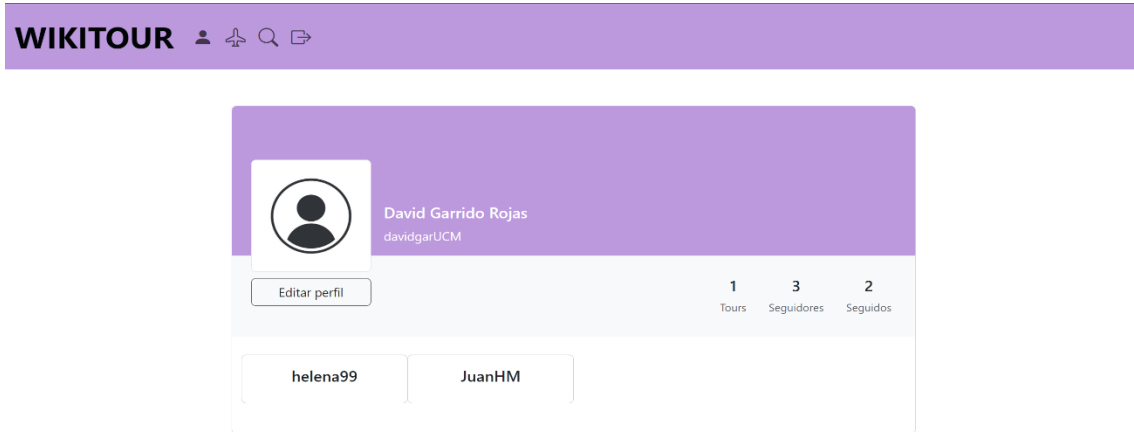 WIKITOUR
David Garrido Rojas
davidgarUCM
Editar perfil
1 3 2
Tours Seguidores Seguidos
helena99 JuanHM